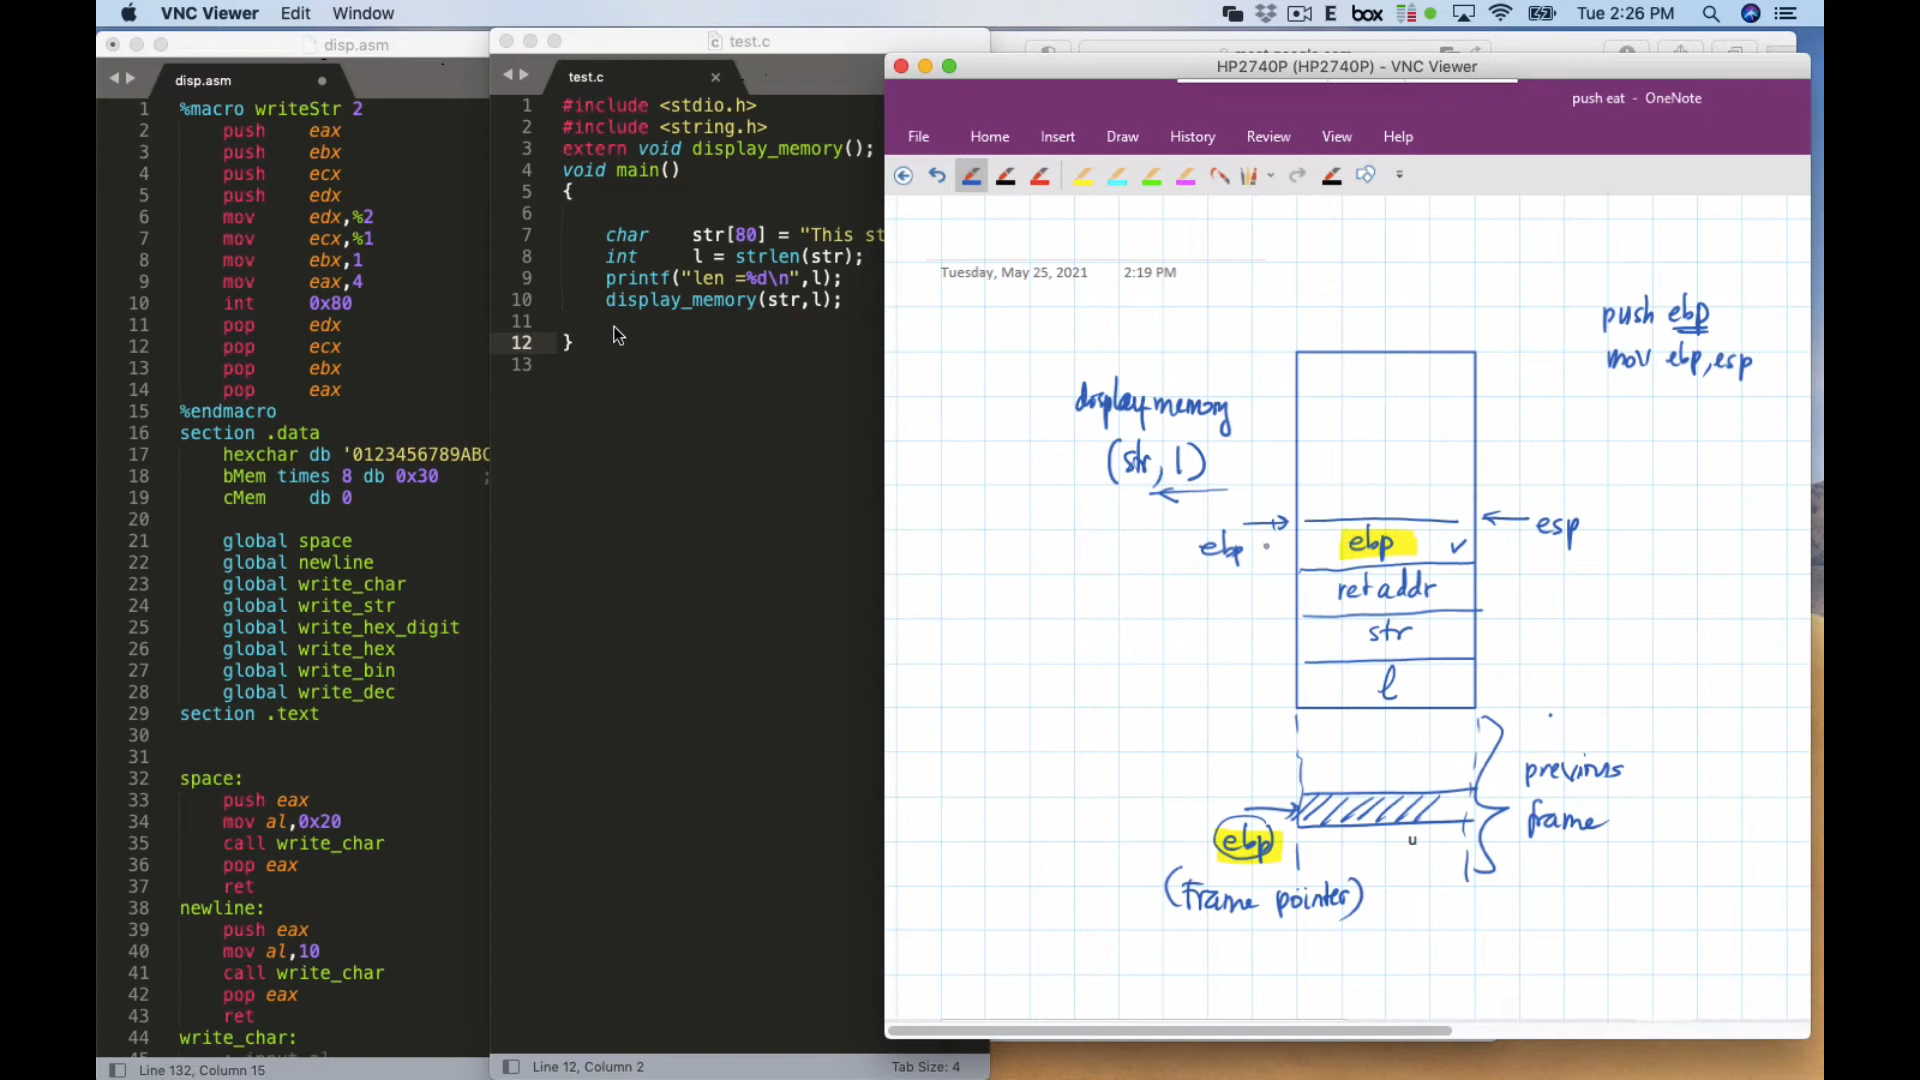 VNC Viewer Edit Window
E box Tue 2:26 PM
disp.asm
disp.asm
1 %macro writeStr 2
2 push eax
3 push ebx
4 push ecx
5 push edx
6 mov edx,%2
7 mov ecx,%1
8 mov ebx,1
9 mov eax,4
10 int 0x80
11 pop edx
12 pop ecx
13 pop ebx
14 pop eax
15 %endmacro
16 section .data
17 hexchar db '0123456789ABC
18 bMem times 8 db 0x30 ;
19 cMem db 0
20
21 global space
22 global newline
23 global write_char
24 global write_str
25 global write_hex_digit
26 global write_hex
27 global write_bin
28 global write_dec
29 section .text
30
31
32 space:
33 push eax
34 mov al,0x20
35 call write_char
36 pop eax
37 ret
38 newline:
39 push eax
40 mov al,10
41 call write_char
42 pop eax
43 ret
44 write_char:
Line 132, Column 15
test.c
test.c
1 #include <stdio.h>
2 #include <string.h>
3 extern void display_memory();
4 void main()
5 {
6
7 char str[80] = "This st
8 int l = strlen(str);
9 printf("len =%d\n",l);
10 display_memory(str,l);
11
12 }
13
Line 12, Column 2 Tab Size: 4
HP2740P (HP2740P) - VNC Viewer
push eat - OneNote
File Home Insert Draw History Review View Help
Tuesday, May 25, 2021 2:19 PM
push ebp
mov ebp,esp
display-memory
(str, l)
ebp
esp
ebp
ret addr
str
l
previous
frame
ebp
u
(Frame pointer)